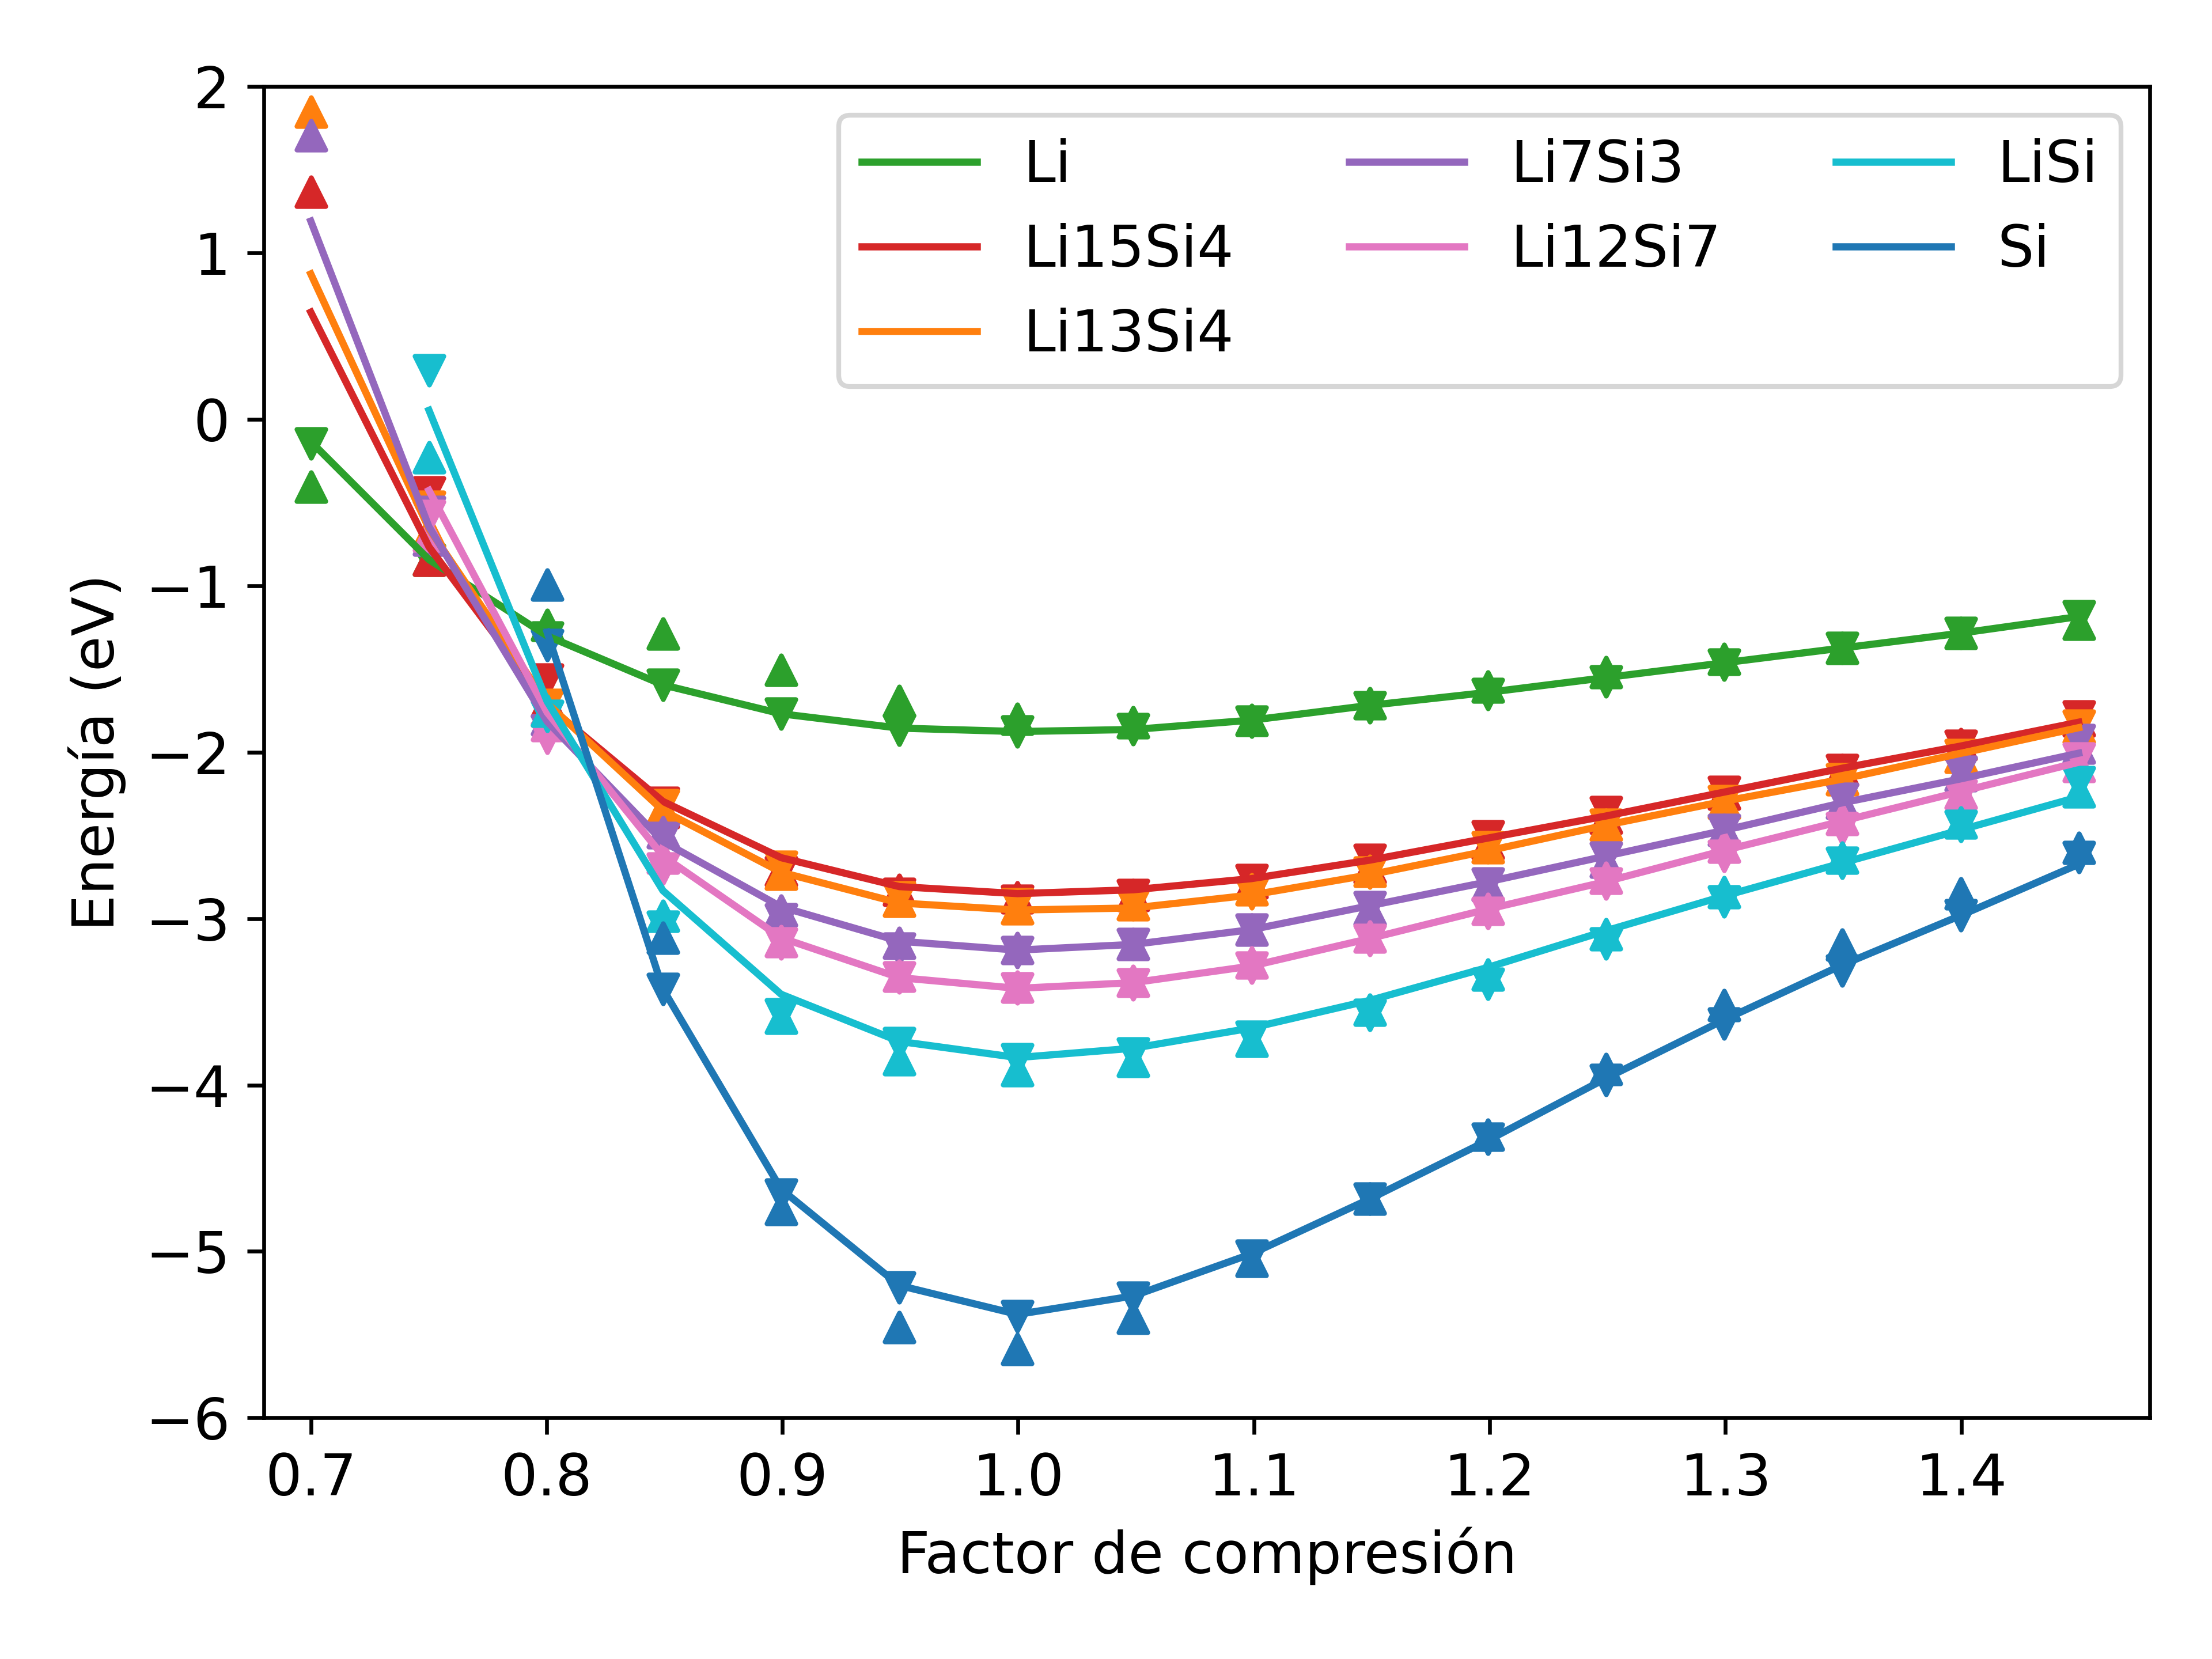 2
1
0
−1
−2
−3
−4
−5
−6
Energía (eV)
Li
Li15Si4
Li13Si4
Li7Si3
Li12Si7
LiSi
Si
0.7 0.8 0.9 1.0 1.1 1.2 1.3 1.4
Factor de compresión